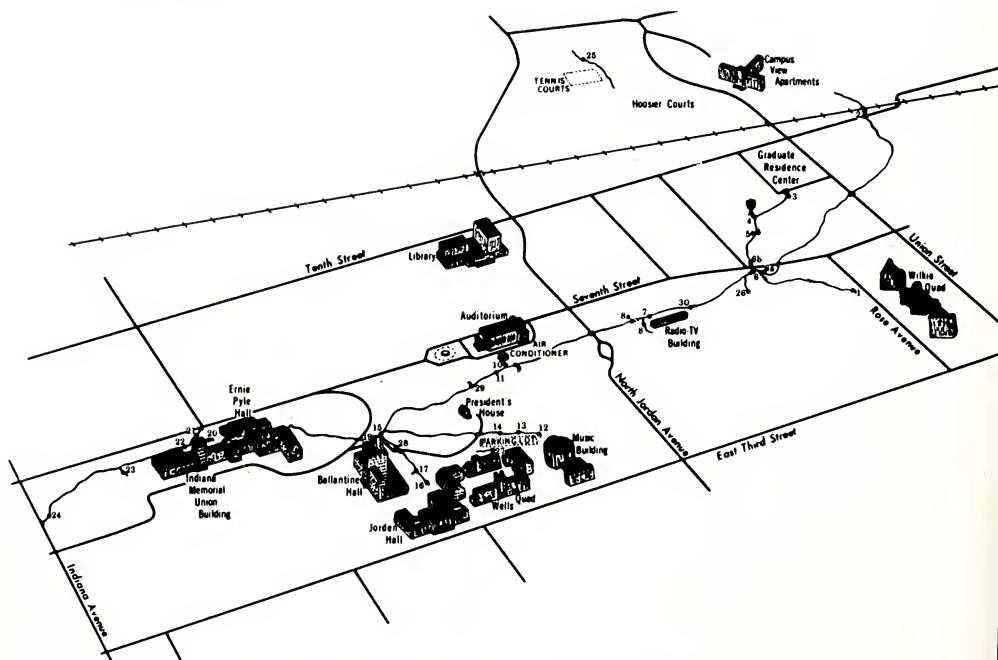 25
TENNIS
COURTS
Campus
View
Apartments
Hoosier Courts
2
Graduate
Residence
Center
3
4
5
Tenth Street
Library
6b
6
Union Street
Wilkie
Quad
26
1
Seventh Street
30
7
8a
8
Radio-TV
Building
Rose Avenue
Auditorium
AIR
CONDITIONER
10
11
29
North Jordan Avenue
President's
House
Ernie
Pyle
Hall
21
20
22
15
19
28
14
13
12
PARKING LOT
Music
Building
East Third Street
23
Indiana
Memorial
Union
Building
Ballantine
Hall
17
16
Wells Quad
Jorden
Hall
24
Indiana Avenue